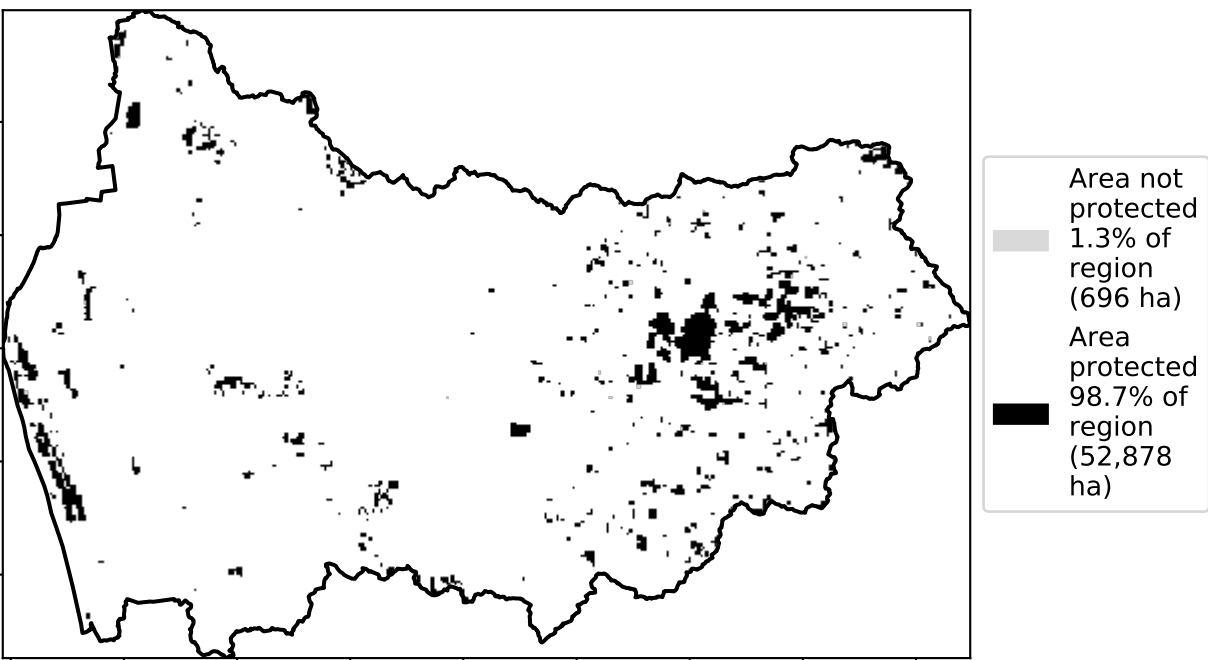 Area not
protected
1.3% of
region
(696 ha)
Area
protected
98.7% of
region
(52,878
ha)